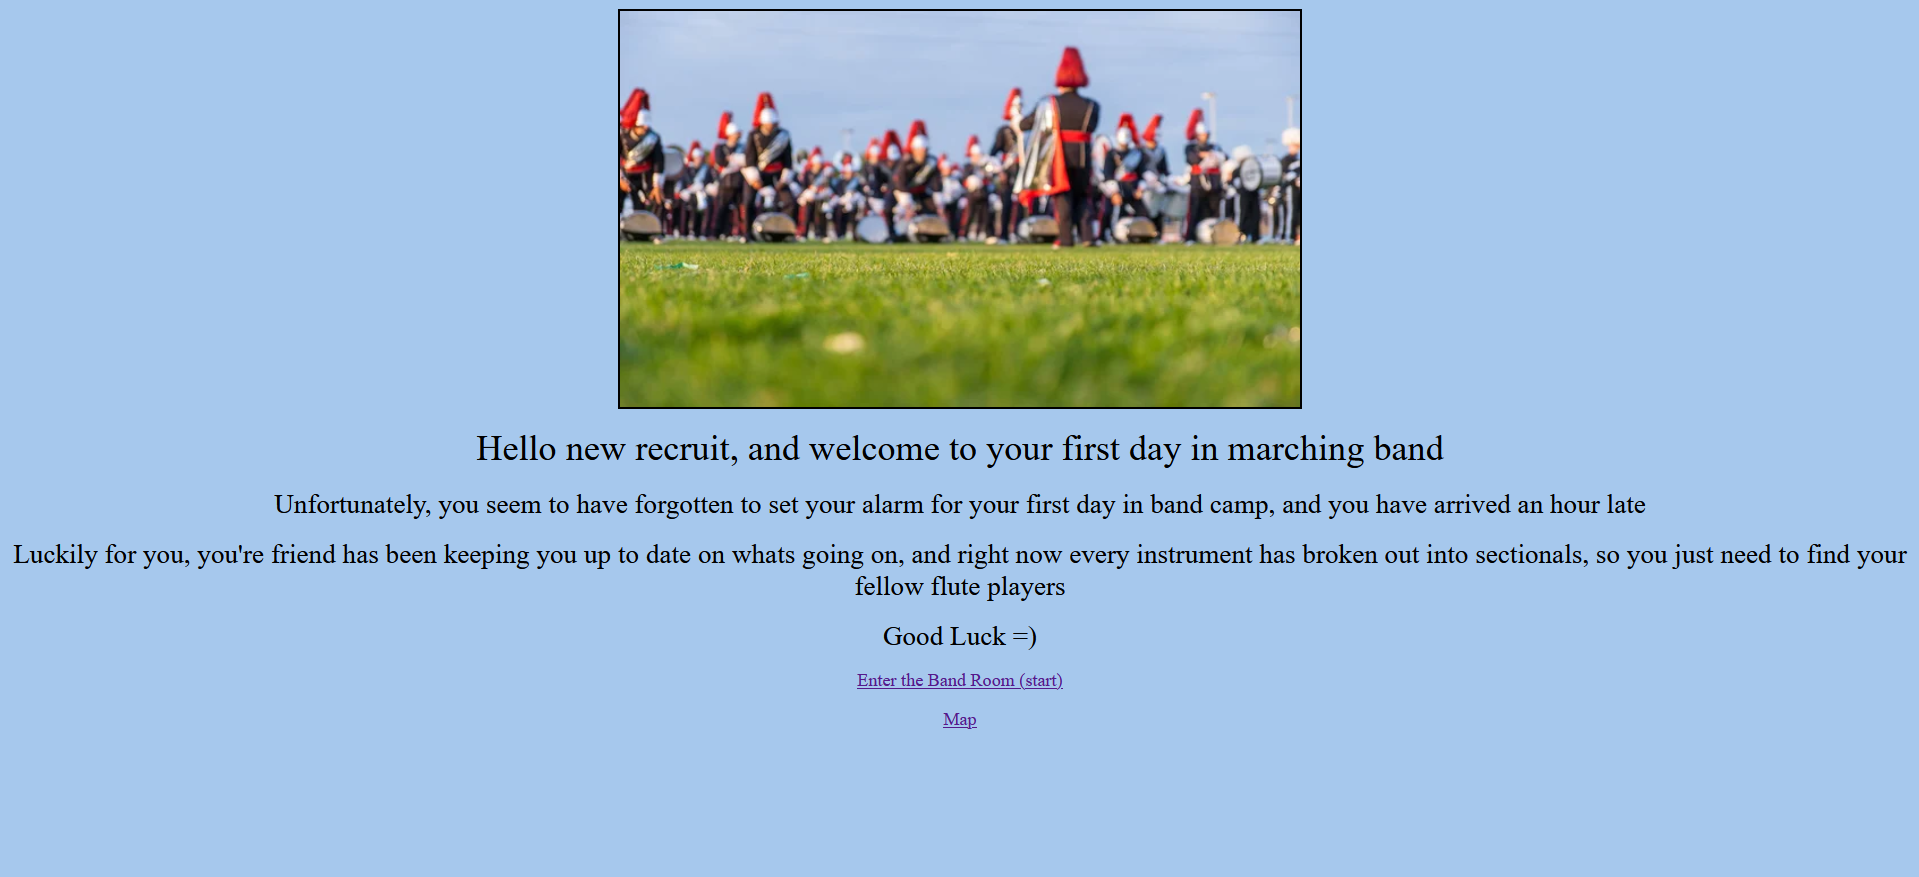 Hello new recruit, and welcome to your first day in marching band
Unfortunately, you seem to have forgotten to set your alarm for your first day in band camp, and you have arrived an hour late
Luckily for you, you're friend has been keeping you up to date on whats going on, and right now every instrument has broken out into sectionals, so you just need to find your
fellow flute players
Good Luck =)
Enter the Band Room (start)
Map